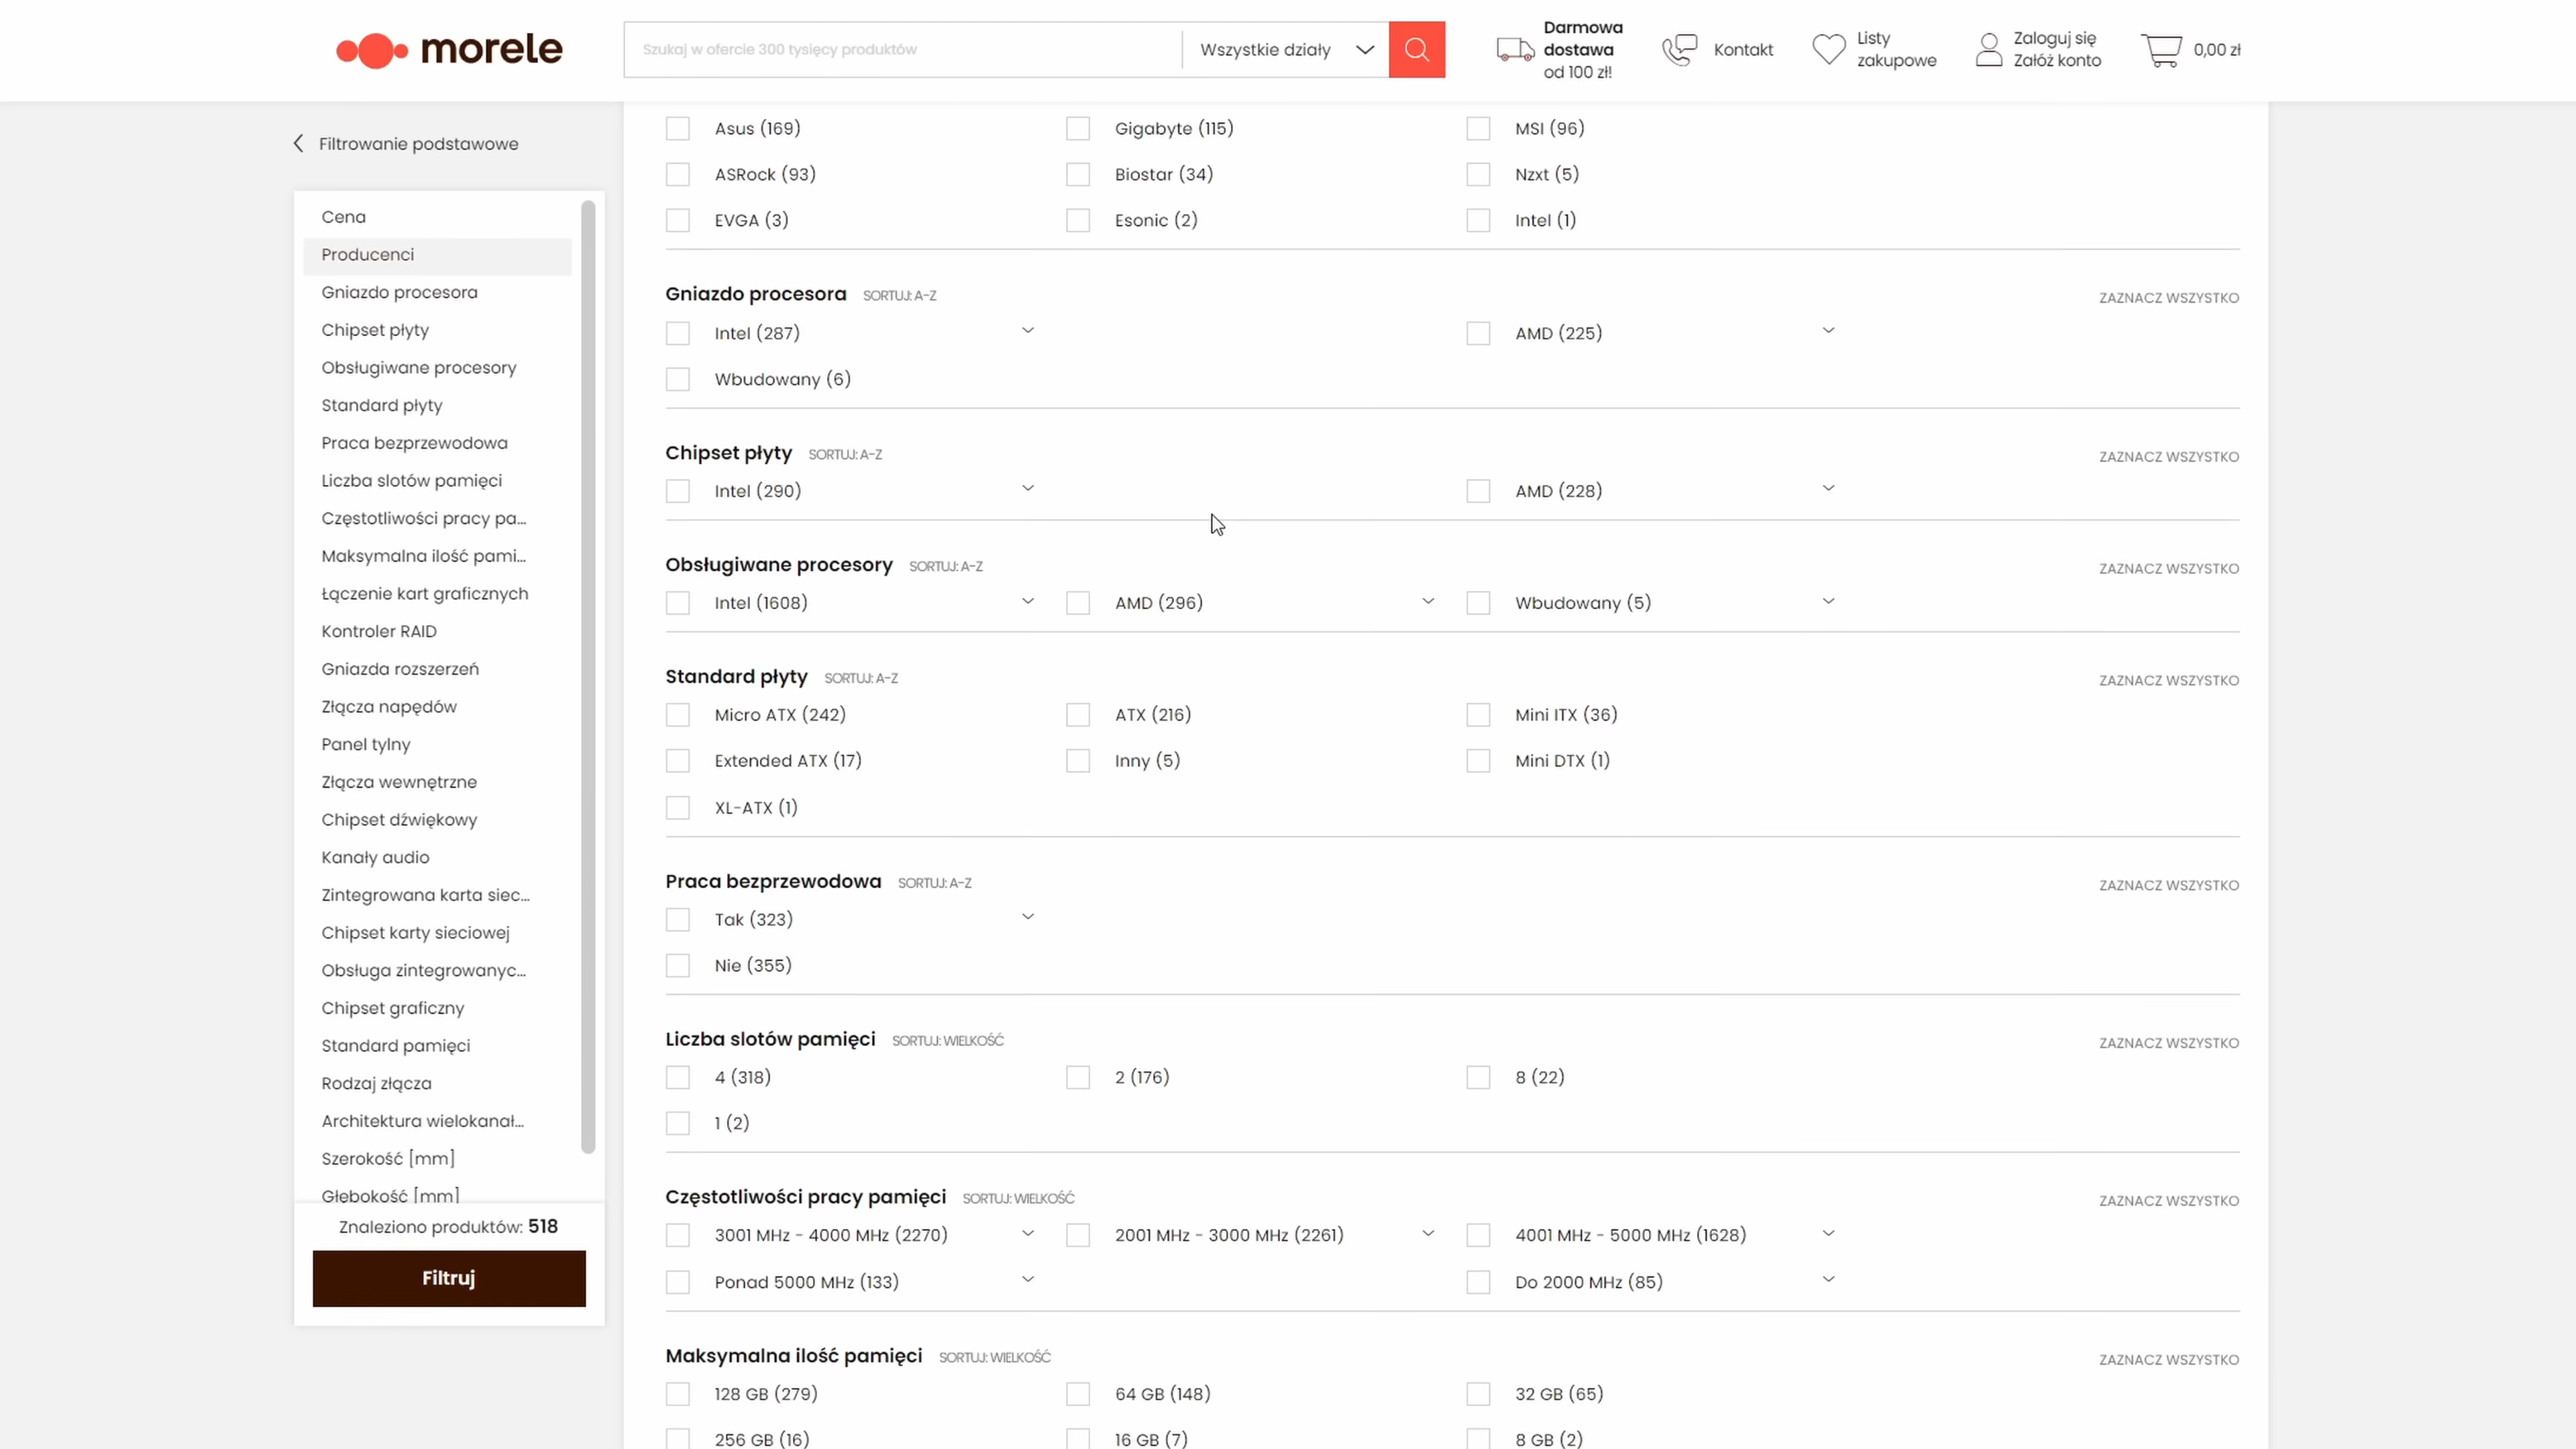 morele
Szukaj w ofercie 300 tysięcy produktów
Wszystkie działy
Darmowa
dostawa
od 100 zł!
Kontakt
Listy
zakupowe
Zaloguj się
Załóż konto
0,00 zł
Filtrowanie podstawowe
Cena
Producenci
Gniazdo procesora
Chipset płyty
Obsługiwane procesory
Standard płyty
Praca bezprzewodowa
Liczba slotów pamięci
Częstotliwości pracy pa...
Maksymalna ilość pami...
Łączenie kart graficznych
Kontroler RAID
Gniazda rozszerzeń
Złącza napędów
Panel tylny
Złącza wewnętrzne
Chipset dźwiękowy
Kanały audio
Zintegrowana karta siec...
Chipset karty sieciowej
Obsługa zintegrowanyc...
Chipset graficzny
Standard pamięci
Rodzaj złącza
Architektura wielokanał...
Szerokość [mm]
Głębokość [mm]
Znaleziono produktów: 518
Filtruj
Asus (169) Gigabyte (115) MSI (96)
ASRock (93) Biostar (34) Nzxt (5)
EVGA (3) Esonic (2) Intel (1)
Gniazdo procesora SORTUJ: A-Z ZAZNACZ WSZYSTKO
Intel (287) AMD (225)
Wbudowany (6)
Chipset płyty SORTUJ: A-Z ZAZNACZ WSZYSTKO
Intel (290) AMD (228)
Obsługiwane procesory SORTUJ: A-Z ZAZNACZ WSZYSTKO
Intel (1608) AMD (296) Wbudowany (5)
Standard płyty SORTUJ: A-Z ZAZNACZ WSZYSTKO
Micro ATX (242) ATX (216) Mini ITX (36)
Extended ATX (17) Inny (5) Mini DTX (1)
XL-ATX (1)
Praca bezprzewodowa SORTUJ: A-Z ZAZNACZ WSZYSTKO
Tak (323)
Nie (355)
Liczba slotów pamięci SORTUJ: WIELKOŚĆ ZAZNACZ WSZYSTKO
4 (318) 2 (176) 8 (22)
1 (2)
Częstotliwości pracy pamięci SORTUJ: WIELKOŚĆ ZAZNACZ WSZYSTKO
3001 MHz - 4000 MHz (2270) 2001 MHz - 3000 MHz (2261) 4001 MHz - 5000 MHz (1628)
Ponad 5000 MHz (133) Do 2000 MHz (85)
Maksymalna ilość pamięci SORTUJ: WIELKOŚĆ ZAZNACZ WSZYSTKO
128 GB (279) 64 GB (148) 32 GB (65)
256 GB (16) 16 GB (7) 8 GB (2)